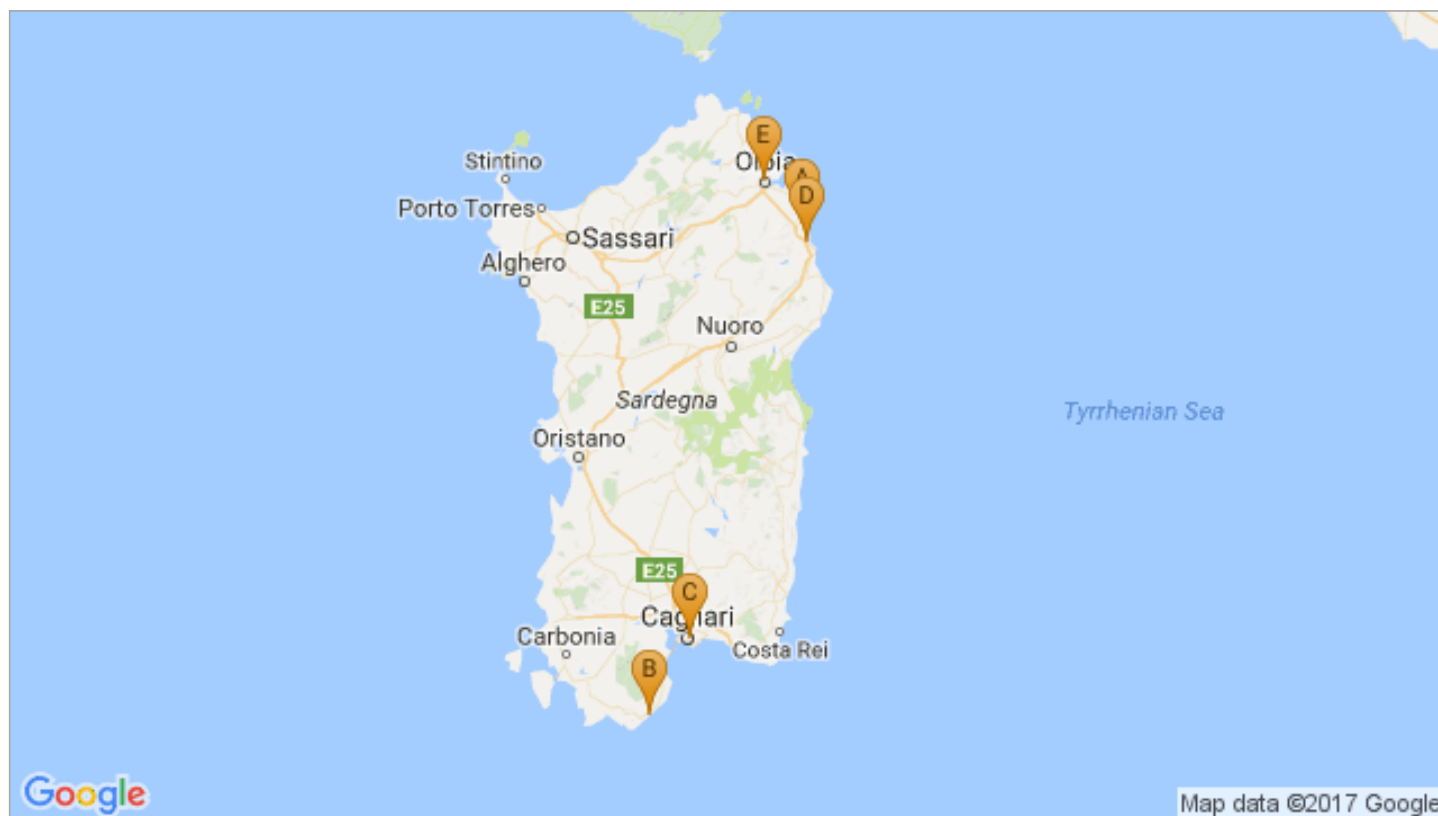 E
Olbia
A
D
Stintino
Porto Torres
Sassari
Alghero
E25
Nuoro
Sardegna
Tyrrhenian Sea
Oristano
E25
C
Cagliari
Carbonia
Costa Rei
B
Google
Map data ©2017 Google